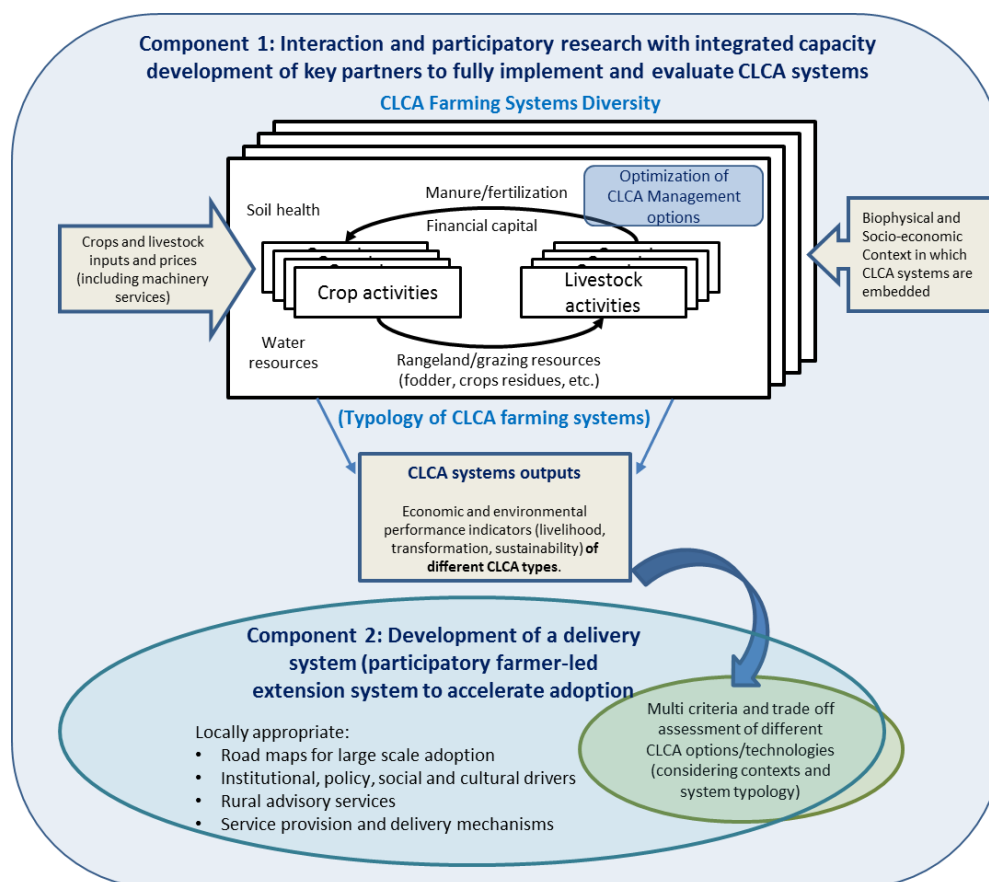 Component 1: Interaction and participatory research with integrated capacity
development of key partners to fully implement and evaluate CLCA systems
CLCA Farming Systems Diversity
Optimization of
CLCA Management
options
Manure/fertilization
Soil health
Financial capital
Crops and livestock
inputs and prices
(including machinery
services)
Biophysical and
Socio-economic
Context in which
CLCA systems are
embedded
Crop activities
Livestock
activities
Water
resources
Rangeland/grazing resources
(fodder, crops residues, etc.)
(Typology of CLCA farming systems)
CLCA systems outputs
Economic and environmental
performance indicators (livelihood,
transformation, sustainability) of
different CLCA types.
Component 2: Development of a delivery
system (participatory farmer-led
extension system to accelerate adoption
Multi criteria and trade off
assessment of different
CLCA options/technologies
(considering contexts and
system typology)
Locally appropriate:
• Road maps for large scale adoption
• Institutional, policy, social and cultural drivers
• Rural advisory services
• Service provision and delivery mechanisms